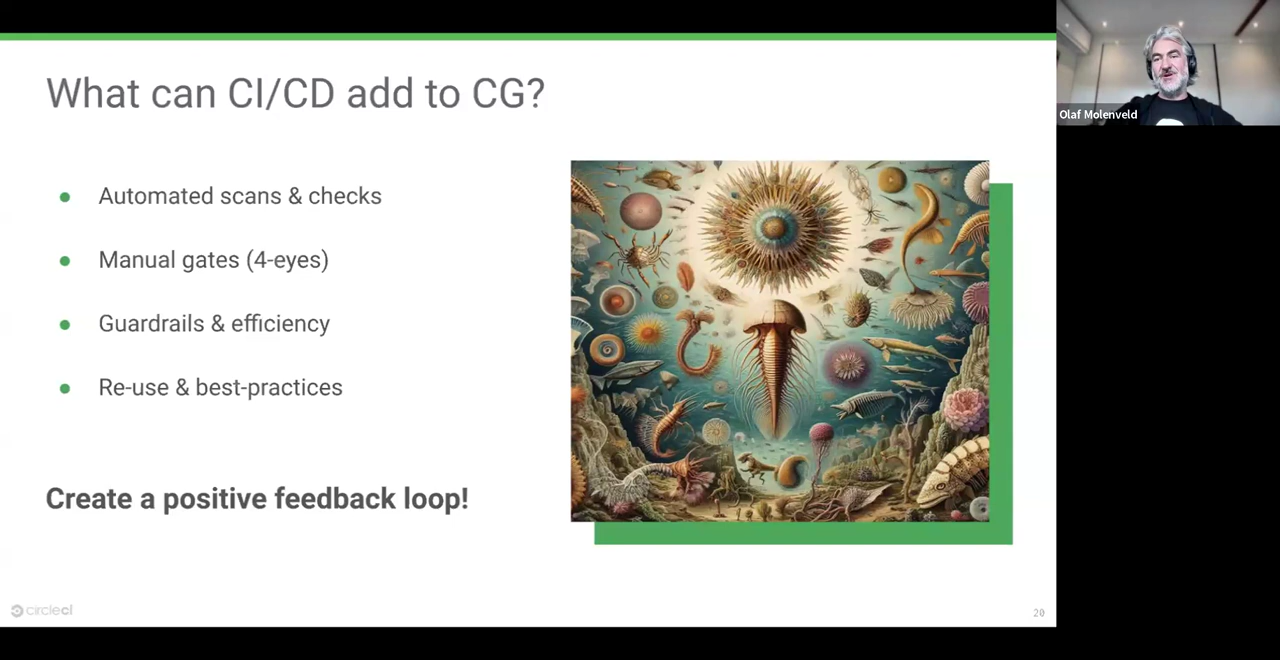 What can CI/CD add to CG?
Olaf Molenveld
Automated scans & checks
Manual gates (4-eyes)
Guardrails & efficiency
Re-use & best-practices
Create a positive feedback loop!
circleci
20